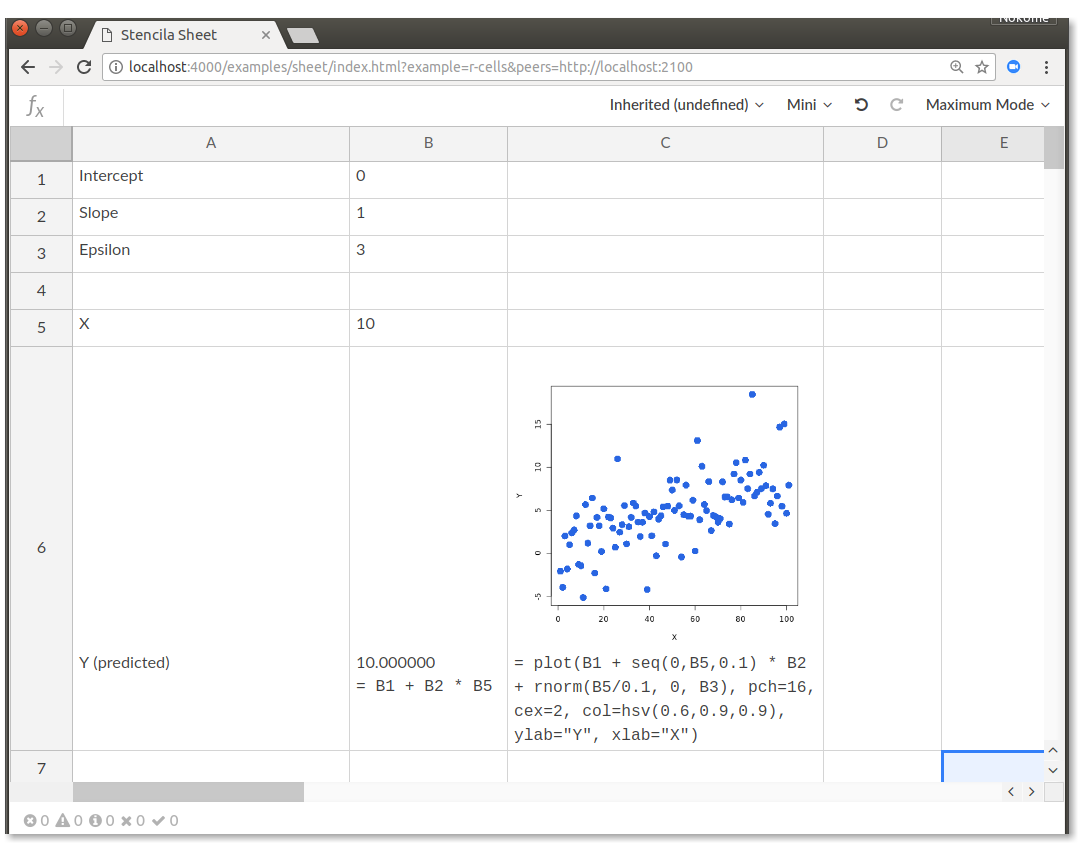 Nokome
Stencila Sheet
localhost:4000/examples/sheet/index.html?example=r-cells&peers=http://localhost:2100
fx Inherited (undefined) Mini Maximum Mode
A B C D E
1 Intercept 0
2 Slope 1
3 Epsilon 3
4
5 X 10
6
Y
15
10
5
0
-5
0 20 40 60 80 100
X
Y (predicted) 10.000000 = plot(B1 + seq(0,B5,0.1) * B2
= B1 + B2 * B5 + rnorm(B5/0.1, 0, B3), pch=16,
cex=2, col=hsv(0.6,0.9,0.9),
ylab="Y", xlab="X")
7
0 0 0 0 0